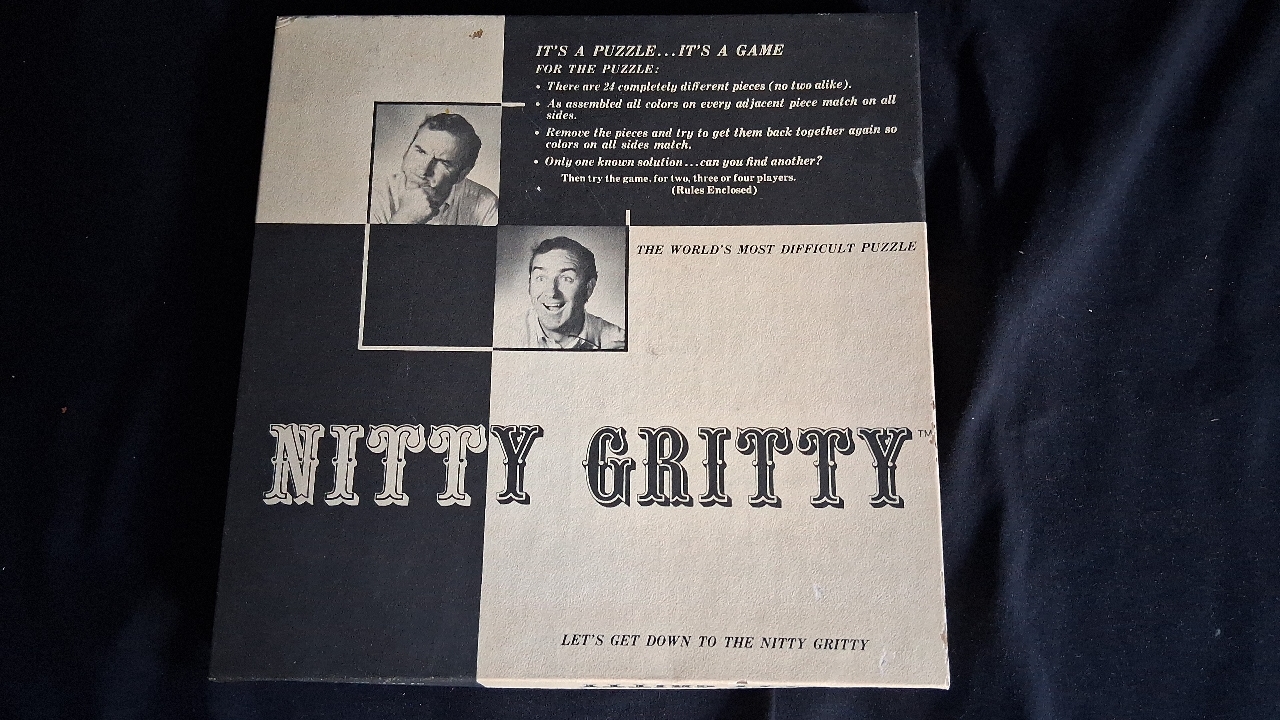 IT'S A PUZZLE...IT'S A GAME
FOR THE PUZZLE:
• There are 24 completely different pieces (no two alike).
• As assembled all colors on every adjacent piece match on all
sides.
• Remove the pieces and try to get them back together again so
colors on all sides match.
• Only one known solution...can you find another?
Then try the game, for two, three or four players.
(Rules Enclosed)
THE WORLD'S MOST DIFFICULT PUZZLE
NITTY GRITTY™
LET'S GET DOWN TO THE NITTY GRITTY